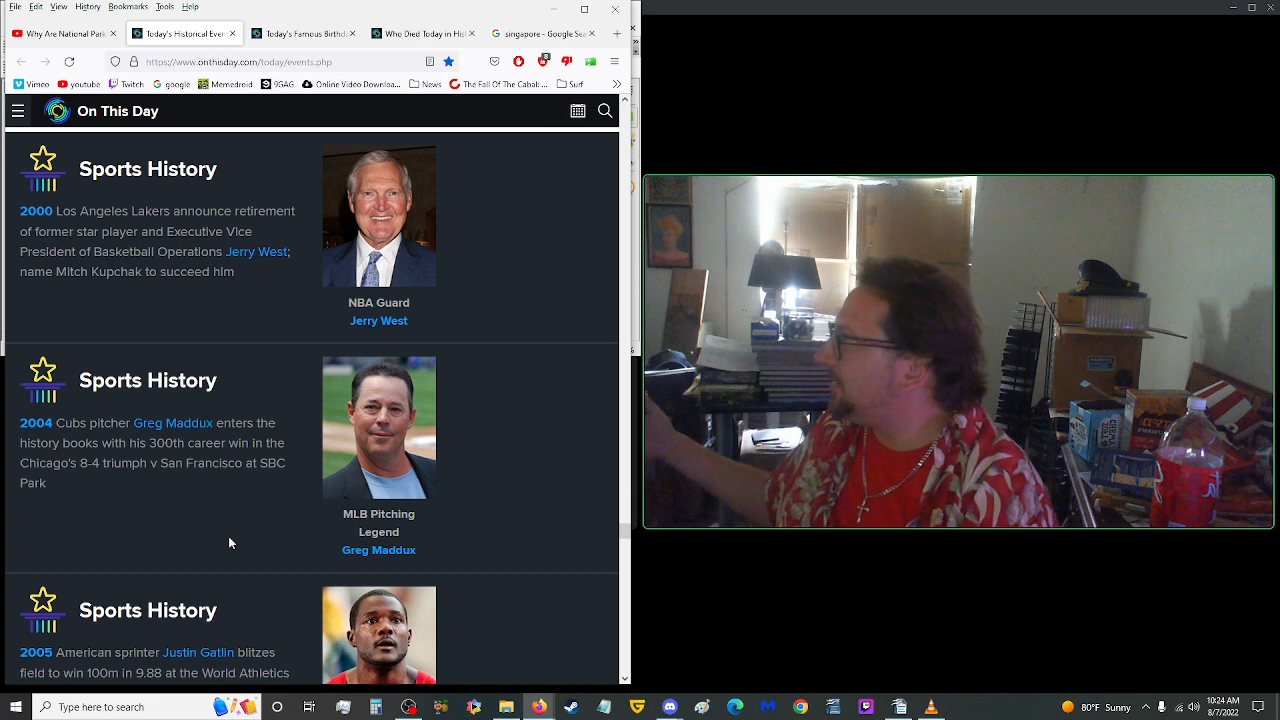 File Edit View History Bookmarks Tools Help
Why Are National Park
Today's Historical Even
Today's Famous Birthda
Who Died Today in His
singapore - Google Sea
https://www.onthisday.com/today/events.php
8
Vimeo
youtube
Twitch
google
android
9GAG
Online Video Downloa...
News
The Fall Of The Cabal ...
Surf
On This Day
Sports History
2000 Los Angeles Lakers announce retirement
of former star player and Executive Vice
President of Basketball Operations Jerry West;
name Mitch Kupchak to succeed him
NBA Guard
Jerry West
Sports History
2004 Cubs pitcher Greg Maddux enters the
history books with his 300th career win in the
Chicago's 8-4 triumph v San Francisco at SBC
Park
MLB Pitching
Legend
Greg Maddux
Sports History
2005 American sprinter Justin Gatlin blitzes
field to win 100m in 9.88 at the World Athletics
Type here to search
80°F Sunny
10:24 AM
8/7/2022